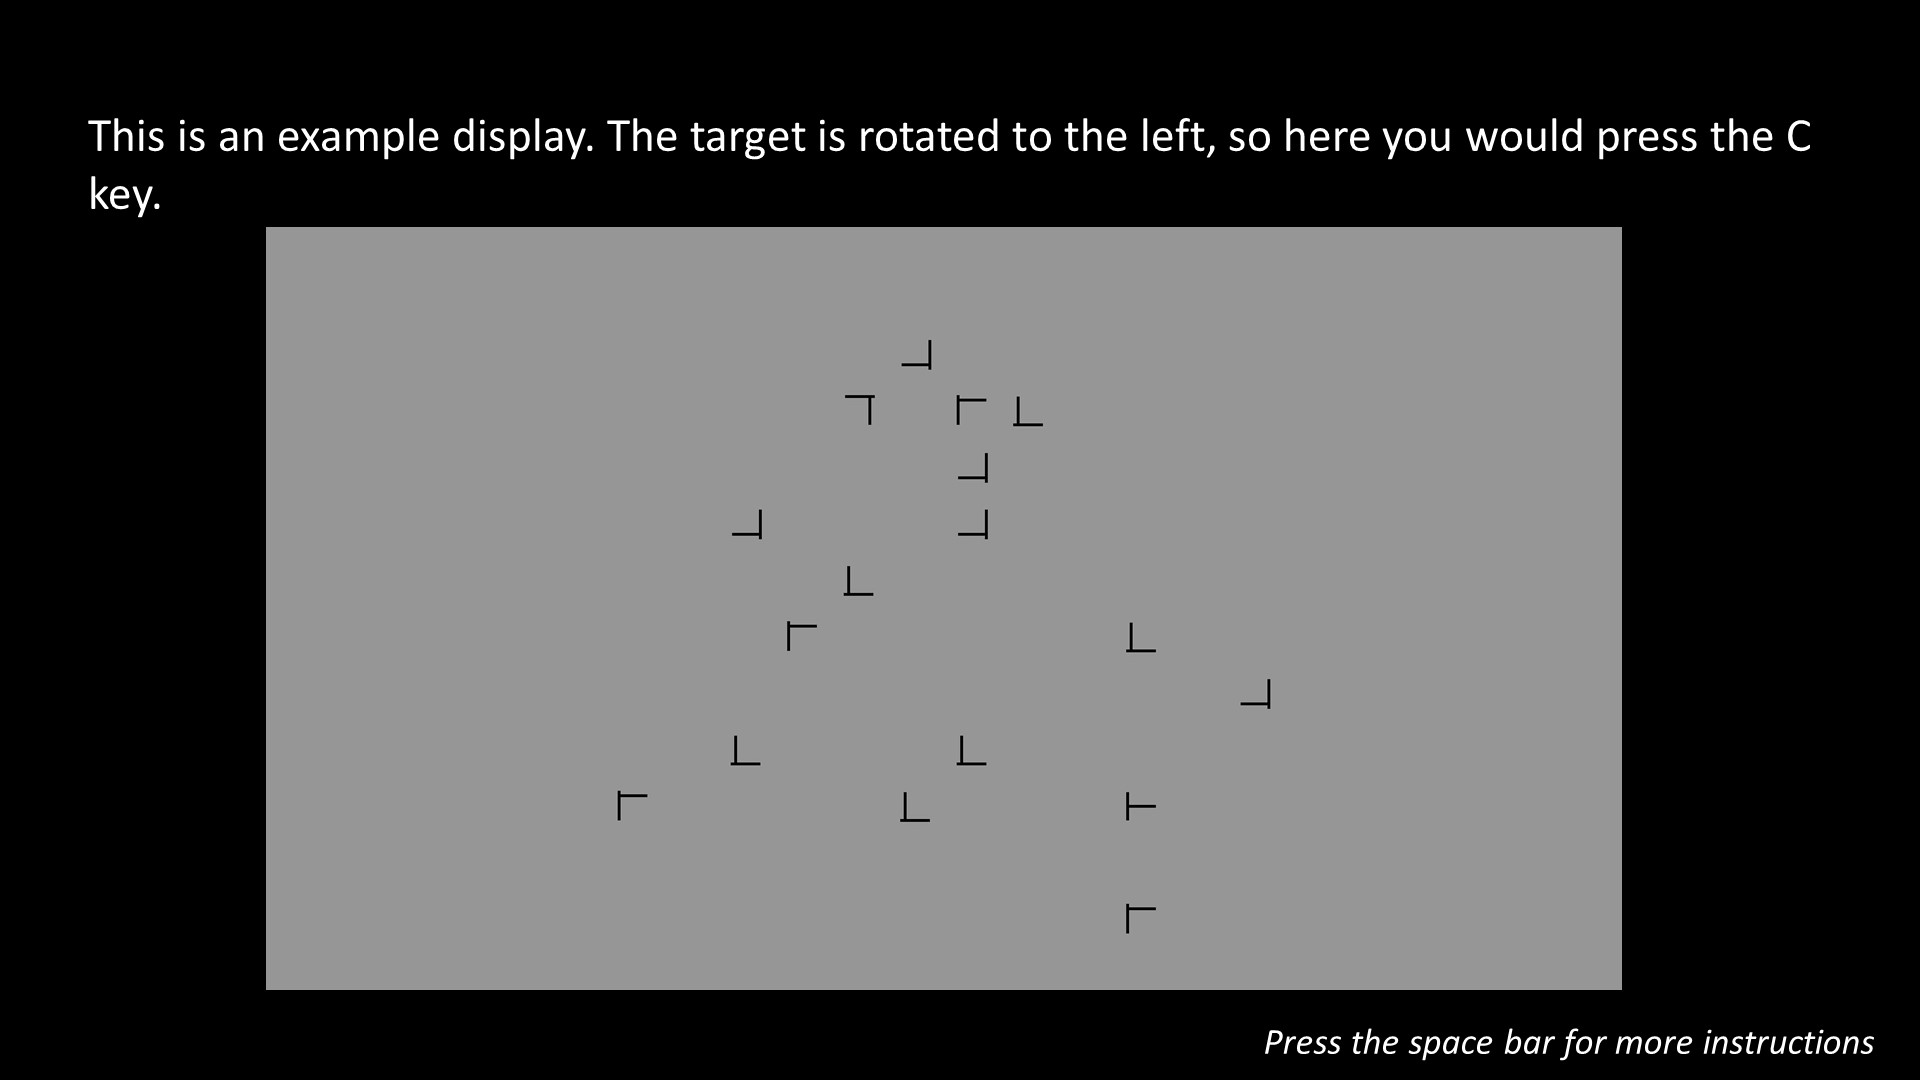 This is an example display. The target is rotated to the left, so here you would press the C
key.
Press the space bar for more instructions